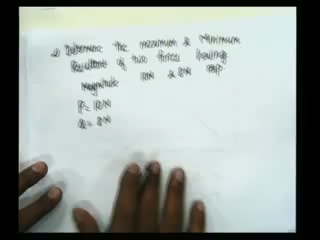 Determine the maximum & Minimum
Resultant of two forces having
Magnitude 10N & 8N resp
P = 10N
Q = 8N